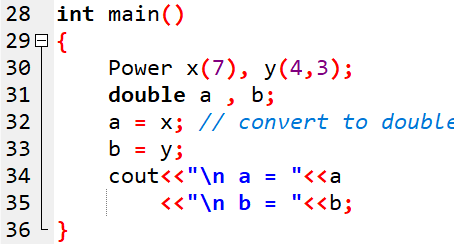 28 int main()
29 {
30 Power x(7), y(4,3);
31 double a , b;
32 a = x; // convert to double
33 b = y;
34 cout<<"\n a = "<<a
35 <<"\n b = "<<b;
36 }